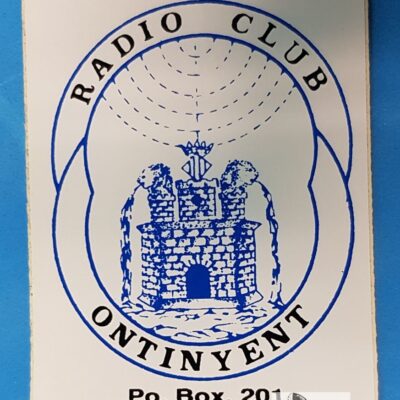 RADIO CLUB
ONTINYENT
Po. Box. 201